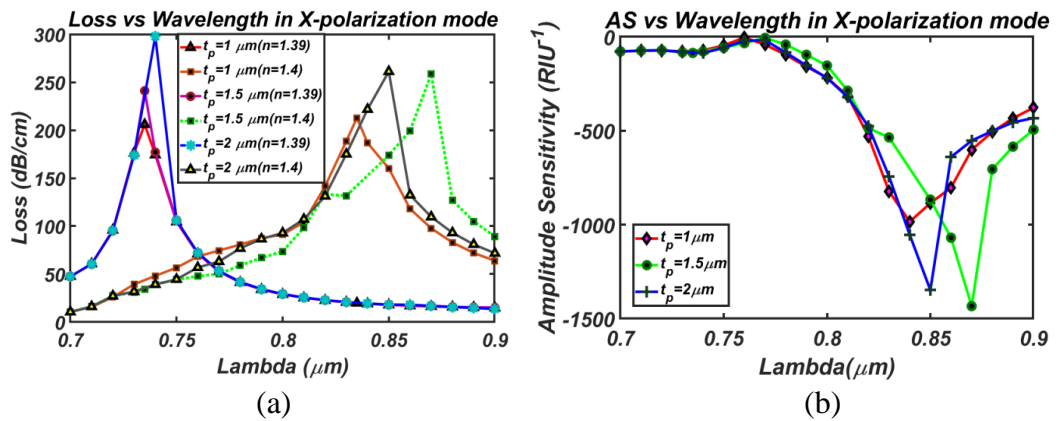 Loss vs Wavelength in X-polarization mode
Loss (dB/cm)
300
250
200
150
100
50
0
0.7
0.75
0.8
0.85
0.9
Lambda (μm)
t_p=1 μm(n=1.39)
t_p=1 μm(n=1.4)
t_p=1.5 μm(n=1.39)
t_p=1.5 μm(n=1.4)
t_p=2 μm(n=1.39)
t_p=2 μm(n=1.4)
(a)
AS vs Wavelength in X-polarization mode
Amplitude Sensitivity (RIU^-1)
0
-500
-1000
-1500
0.7
0.75
0.8
0.85
0.9
Lambda(μm)
t_p=1μm
t_p=1.5μm
t_p=2μm
(b)